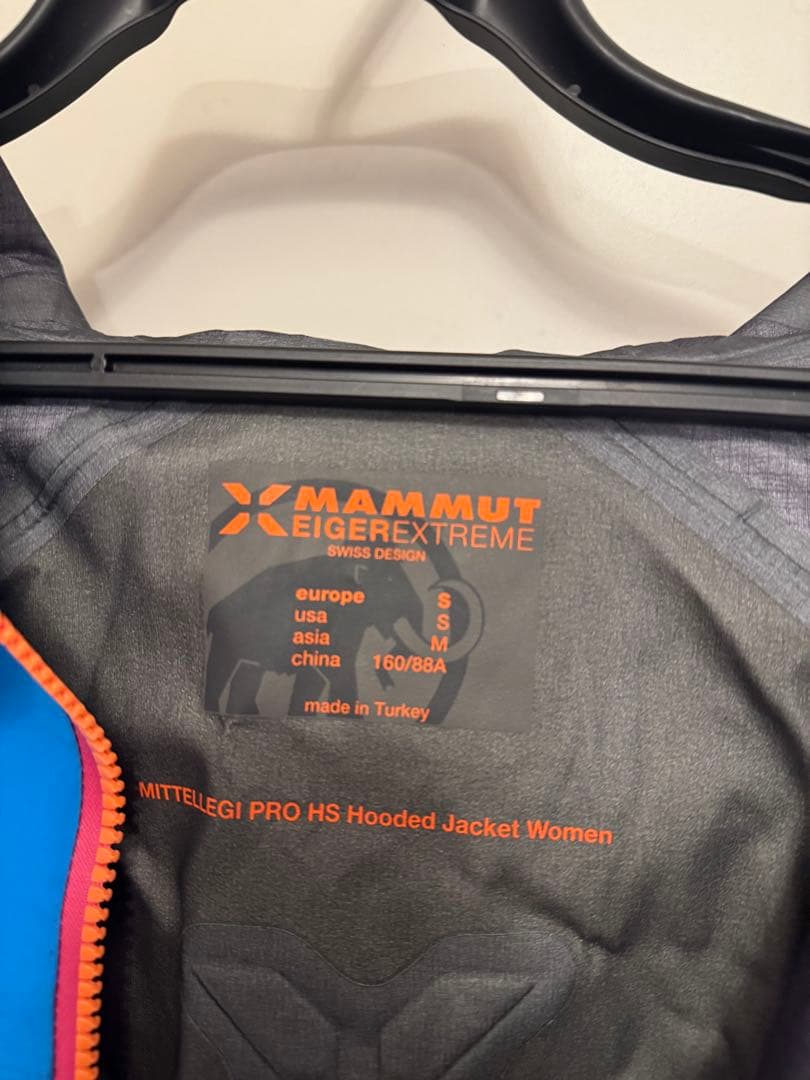 MAMMUT
EIGEREXTREME
SWISS DESIGN
europe S
usa S
asia M
china 160/88A
made in Turkey
MITTELLEGI PRO HS Hooded Jacket Women